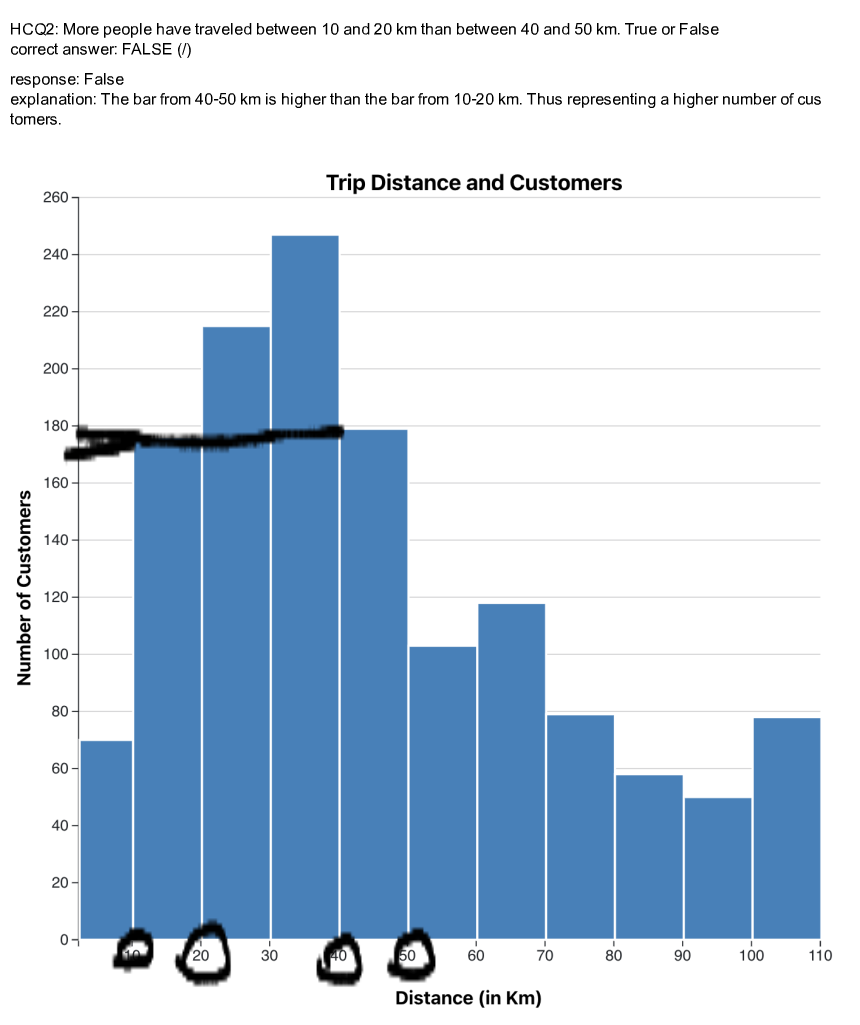 HCQ2: More people have traveled between 10 and 20 km than between 40 and 50 km. True or False
correct answer: FALSE (/)
response: False
explanation: The bar from 40-50 km is higher than the bar from 10-20 km. Thus representing a higher number of cus
tomers.
Trip Distance and Customers
260
240
220
200
180
160
140
120
100
80
60
40
20
0
Number of Customers
10 20 30 40 50 60 70 80 90 100 110
Distance (in Km)